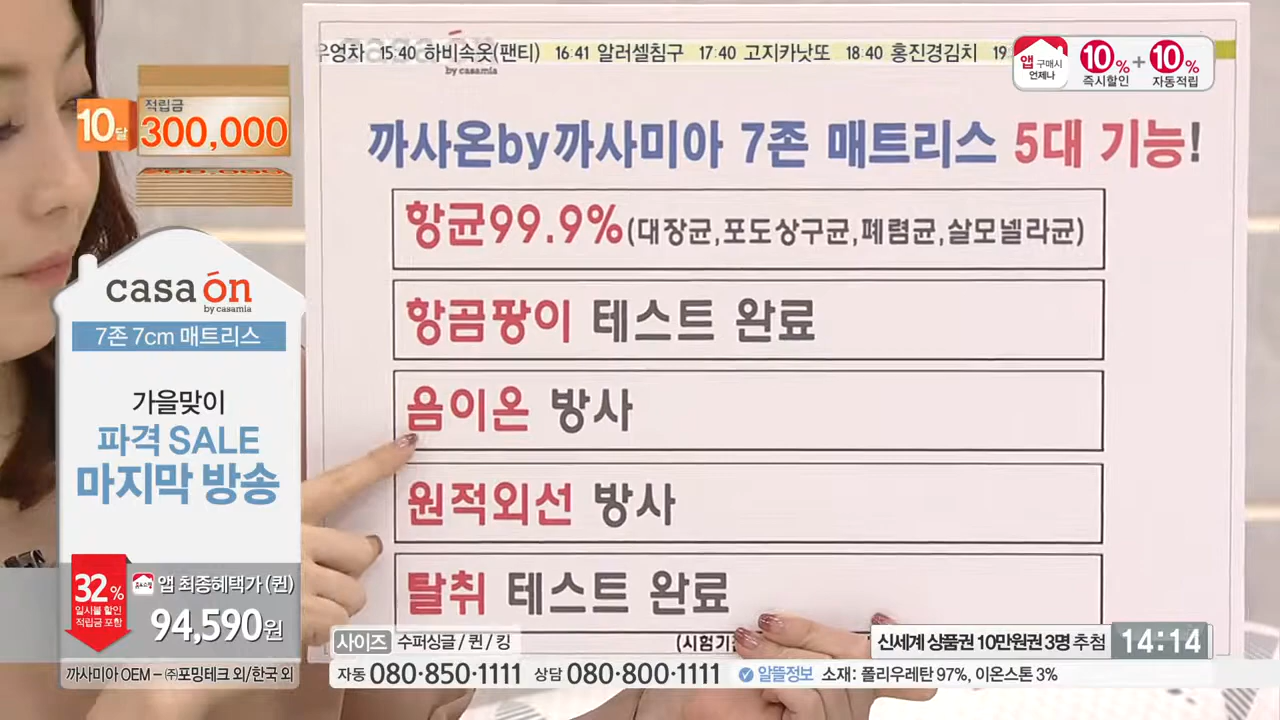 우엉차 15:40 하비속옷(팬티) 16:41 알러셀침구 17:40 고지카낫또 18:40 홍진경김치 19
by casamia
앱 구매시 언제나
10% 즉시할인 + 10% 자동적립
10달
적립금
300,000
까사온by까사미아 7존 매트리스 5대 기능!
항균99.9%(대장균,포도상구균,폐렴균,살모넬라균)
항곰팡이 테스트 완료
음이온 방사
원적외선 방사
탈취 테스트 완료
casa ón
by casamia
7존 7cm 매트리스
가을맞이
파격 SALE
마지막 방송
32%
일시불 할인
적립금 포함
앱 최종혜택가 (퀸)
94,590원
까사미아 OEM – ㈜포밍테크 외/한국 외
사이즈 수퍼싱글 / 퀸 / 킹
(시험기관
신세계 상품권 10만원권 3명 추첨 14:14
자동 080·850·1111 상담 080·800·1111 알뜰정보 소재: 폴리우레탄 97%, 이온스톤 3%